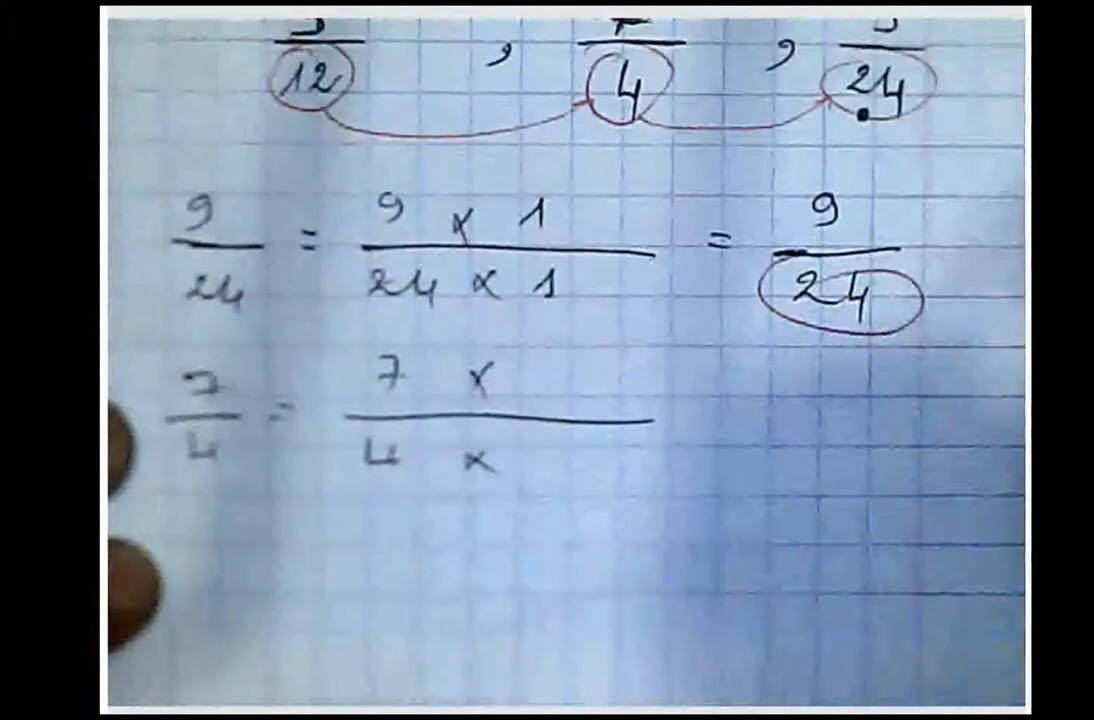 12 , 4 , 24
9/24 = 9 x 1 / 24 x 1 = 9/24
7/4 = 7 x / 4 x